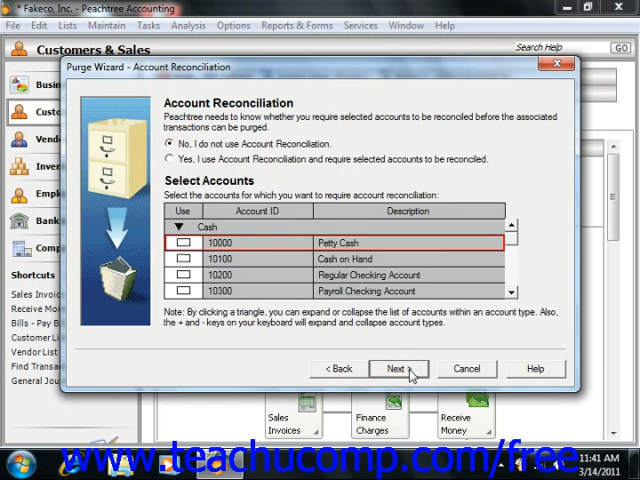 * Fakeco, Inc. - Peachtree Accounting
File Edit Lists Maintain Tasks Analysis Options Reports & Forms Services Window Help
Customers & Sales
Search Help
GO
Purge Wizard - Account Reconciliation
Busin
Custo
Vend
Inven
Empl
Bank
Comp
Shortcuts
Sales Invoic
Receive Mo
Bills - Pay B
Customer Li
Vendor List
Find Transa
General Jou
Account Reconciliation
Peachtree needs to know whether you require selected accounts to be reconciled before the associated
transactions can be purged.
No, I do not use Account Reconciliation.
Yes, I use Account Reconciliation and require selected accounts to be reconciled.
Select Accounts
Select the accounts for which you want to require account reconciliation:
Use Account ID Description
Cash
10000 Petty Cash
10100 Cash on Hand
10200 Regular Checking Account
10300 Payroll Checking Account
Note: By clicking a triangle, you can expand or collapse the list of accounts within an account type. Also,
the + and - keys on your keyboard will expand and collapse account types.
< Back Next > Cancel Help
Sales
Invoices
Finance
Charges
Receive
Money
www.teachucomp.com/free
11:41 AM
3/14/2011